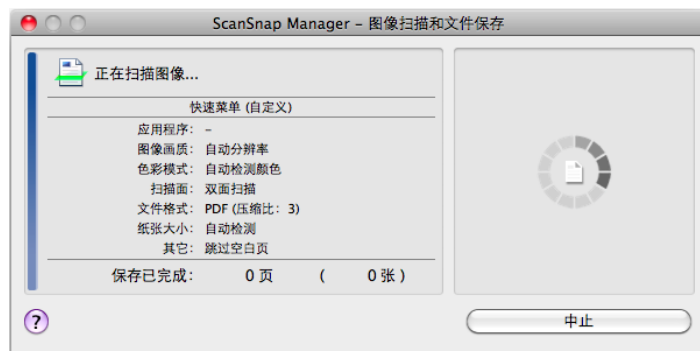 ScanSnap Manager – 图像扫描和文件保存
正在扫描图像...
快速菜单 (自定义)
应用程序: –
图像画质: 自动分辨率
色彩模式: 自动检测颜色
扫描面: 双面扫描
文件格式: PDF (压缩比: 3)
纸张大小: 自动检测
其它: 跳过空白页
保存已完成: 0 页 ( 0 张 )
? 中止